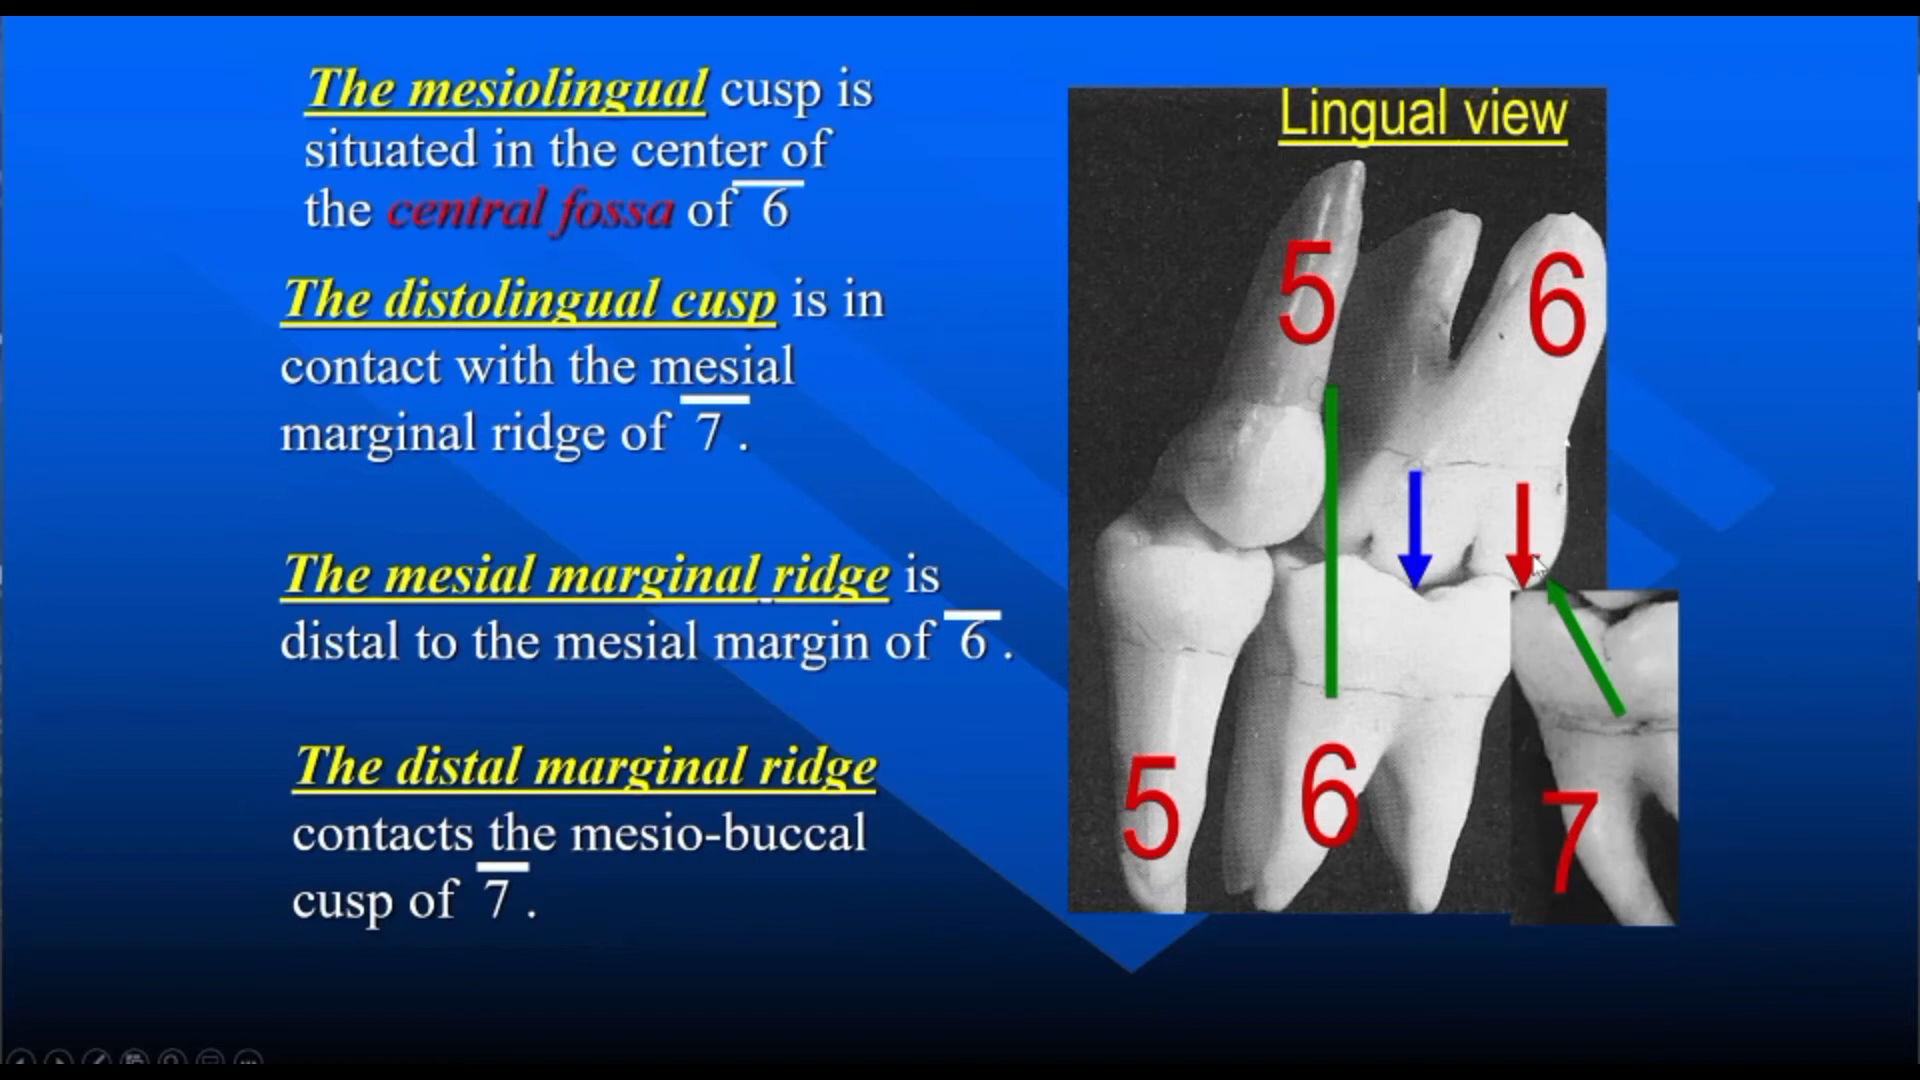 The mesiolingual cusp is
situated in the center of
the central fossa of 6
The distolingual cusp is in
contact with the mesial
marginal ridge of 7 .
The mesial marginal ridge is
distal to the mesial margin of 6 .
The distal marginal ridge
contacts the mesio-buccal
cusp of 7 .
Lingual view
5
6
5
6
7